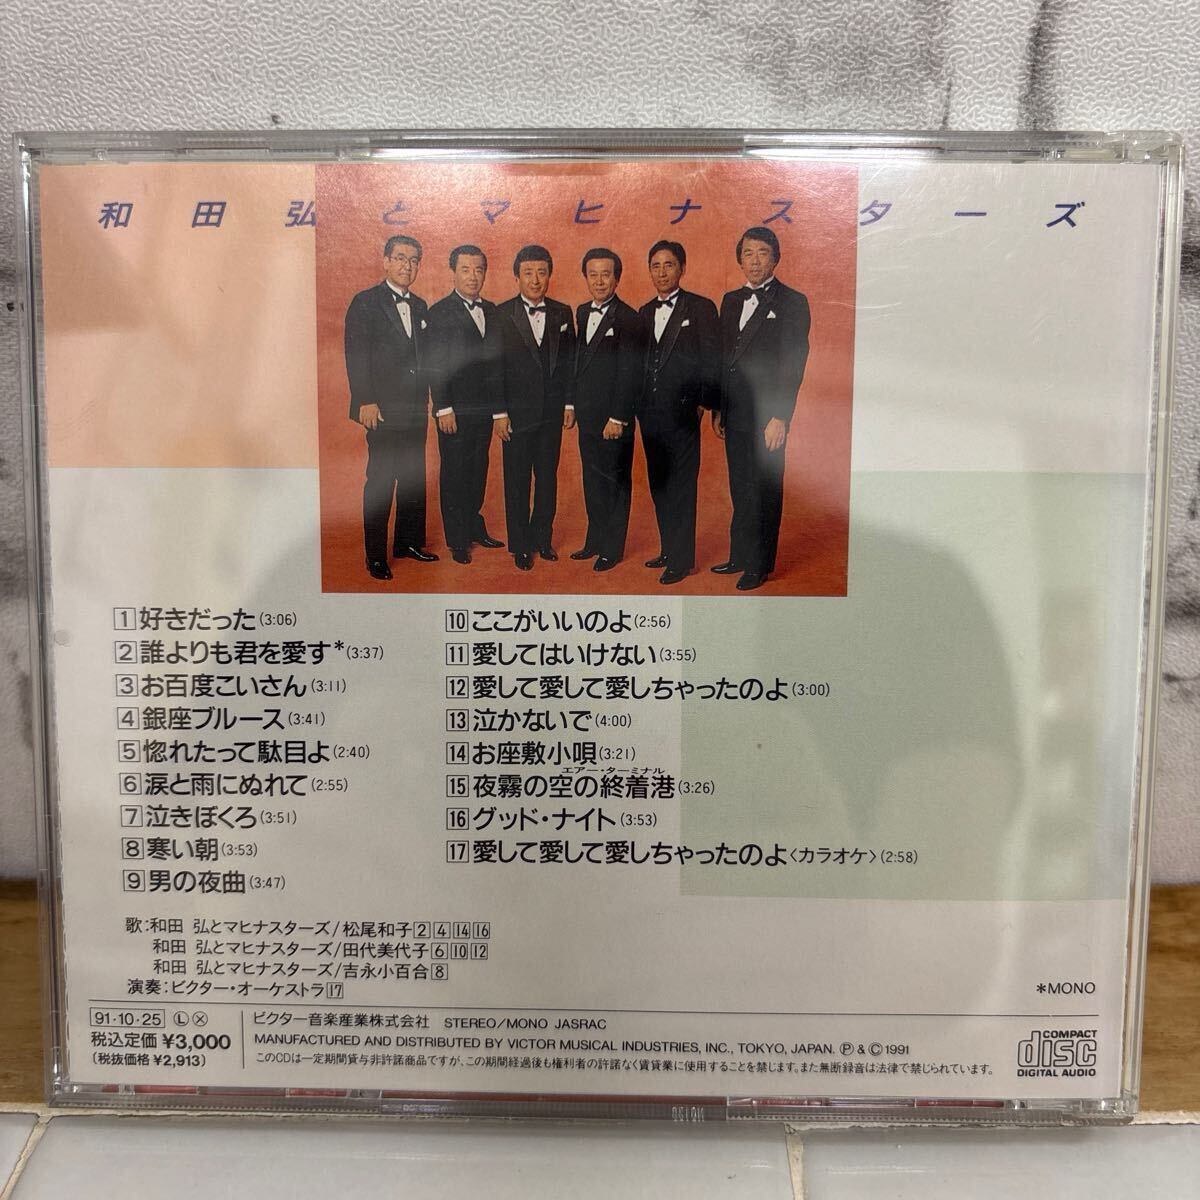 和田弘とマヒナスターズ
1 好きだった(3:06)
2 誰よりも君を愛す*(3:37)
3 お百度こいさん(3:11)
4 銀座ブルース(3:41)
5 惚れたって駄目よ(2:40)
6 涙と雨にぬれて(2:55)
7 泣きぼくろ(3:51)
8 寒い朝(3:53)
9 男の夜曲(3:47)
10 ここがいいのよ(2:56)
11 愛してはいけない(3:55)
12 愛して愛して愛しちゃったのよ(3:00)
13 泣かないで(4:00)
14 お座敷小唄(3:21)
エアー・ターミナル
15 夜霧の空の終着港(3:26)
16 グッド・ナイト(3:53)
17 愛して愛して愛しちゃったのよ〈カラオケ〉(2:58)
歌:和田 弘とマヒナスターズ/松尾和子 2 4 14 16
和田 弘とマヒナスターズ/田代美代子 6 10 12
和田 弘とマヒナスターズ/吉永小百合 8
演奏:ビクター・オーケストラ 17
*MONO
91・10・25 Ⓛ Ⓧ ビクター音楽産業株式会社 STEREO/MONO JASRAC
税込定価 ¥3,000
(税抜価格 ¥2,913)
MANUFACTURED AND DISTRIBUTED BY VICTOR MUSICAL INDUSTRIES, INC., TOKYO, JAPAN. Ⓟ & © 1991
このCDは一定期間貸与非許諾商品ですが、この期間経過後も権利者の許諾なく賃貸業に使用することを禁じます。また無断録音は法律で禁じられています。
COMPACT
disc
DIGITAL AUDIO